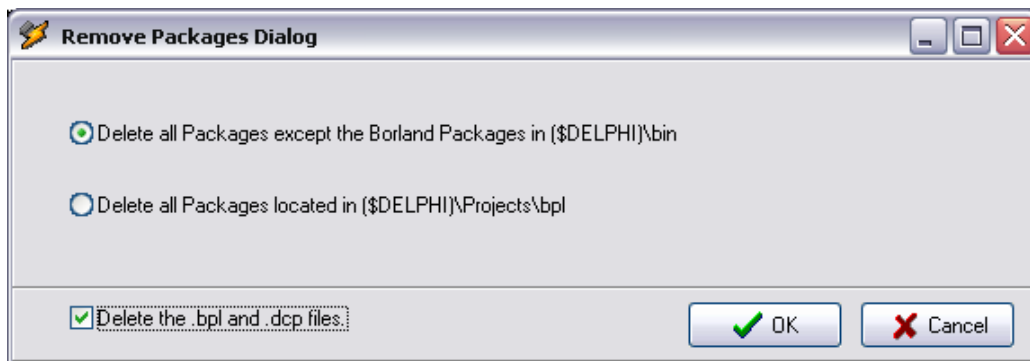 Remove Packages Dialog
Delete all Packages except the Borland Packages in ($DELPHI)\bin
Delete all Packages located in ($DELPHI)\Projects\bpl
Delete the .bpl and .dcp files.
OK
Cancel